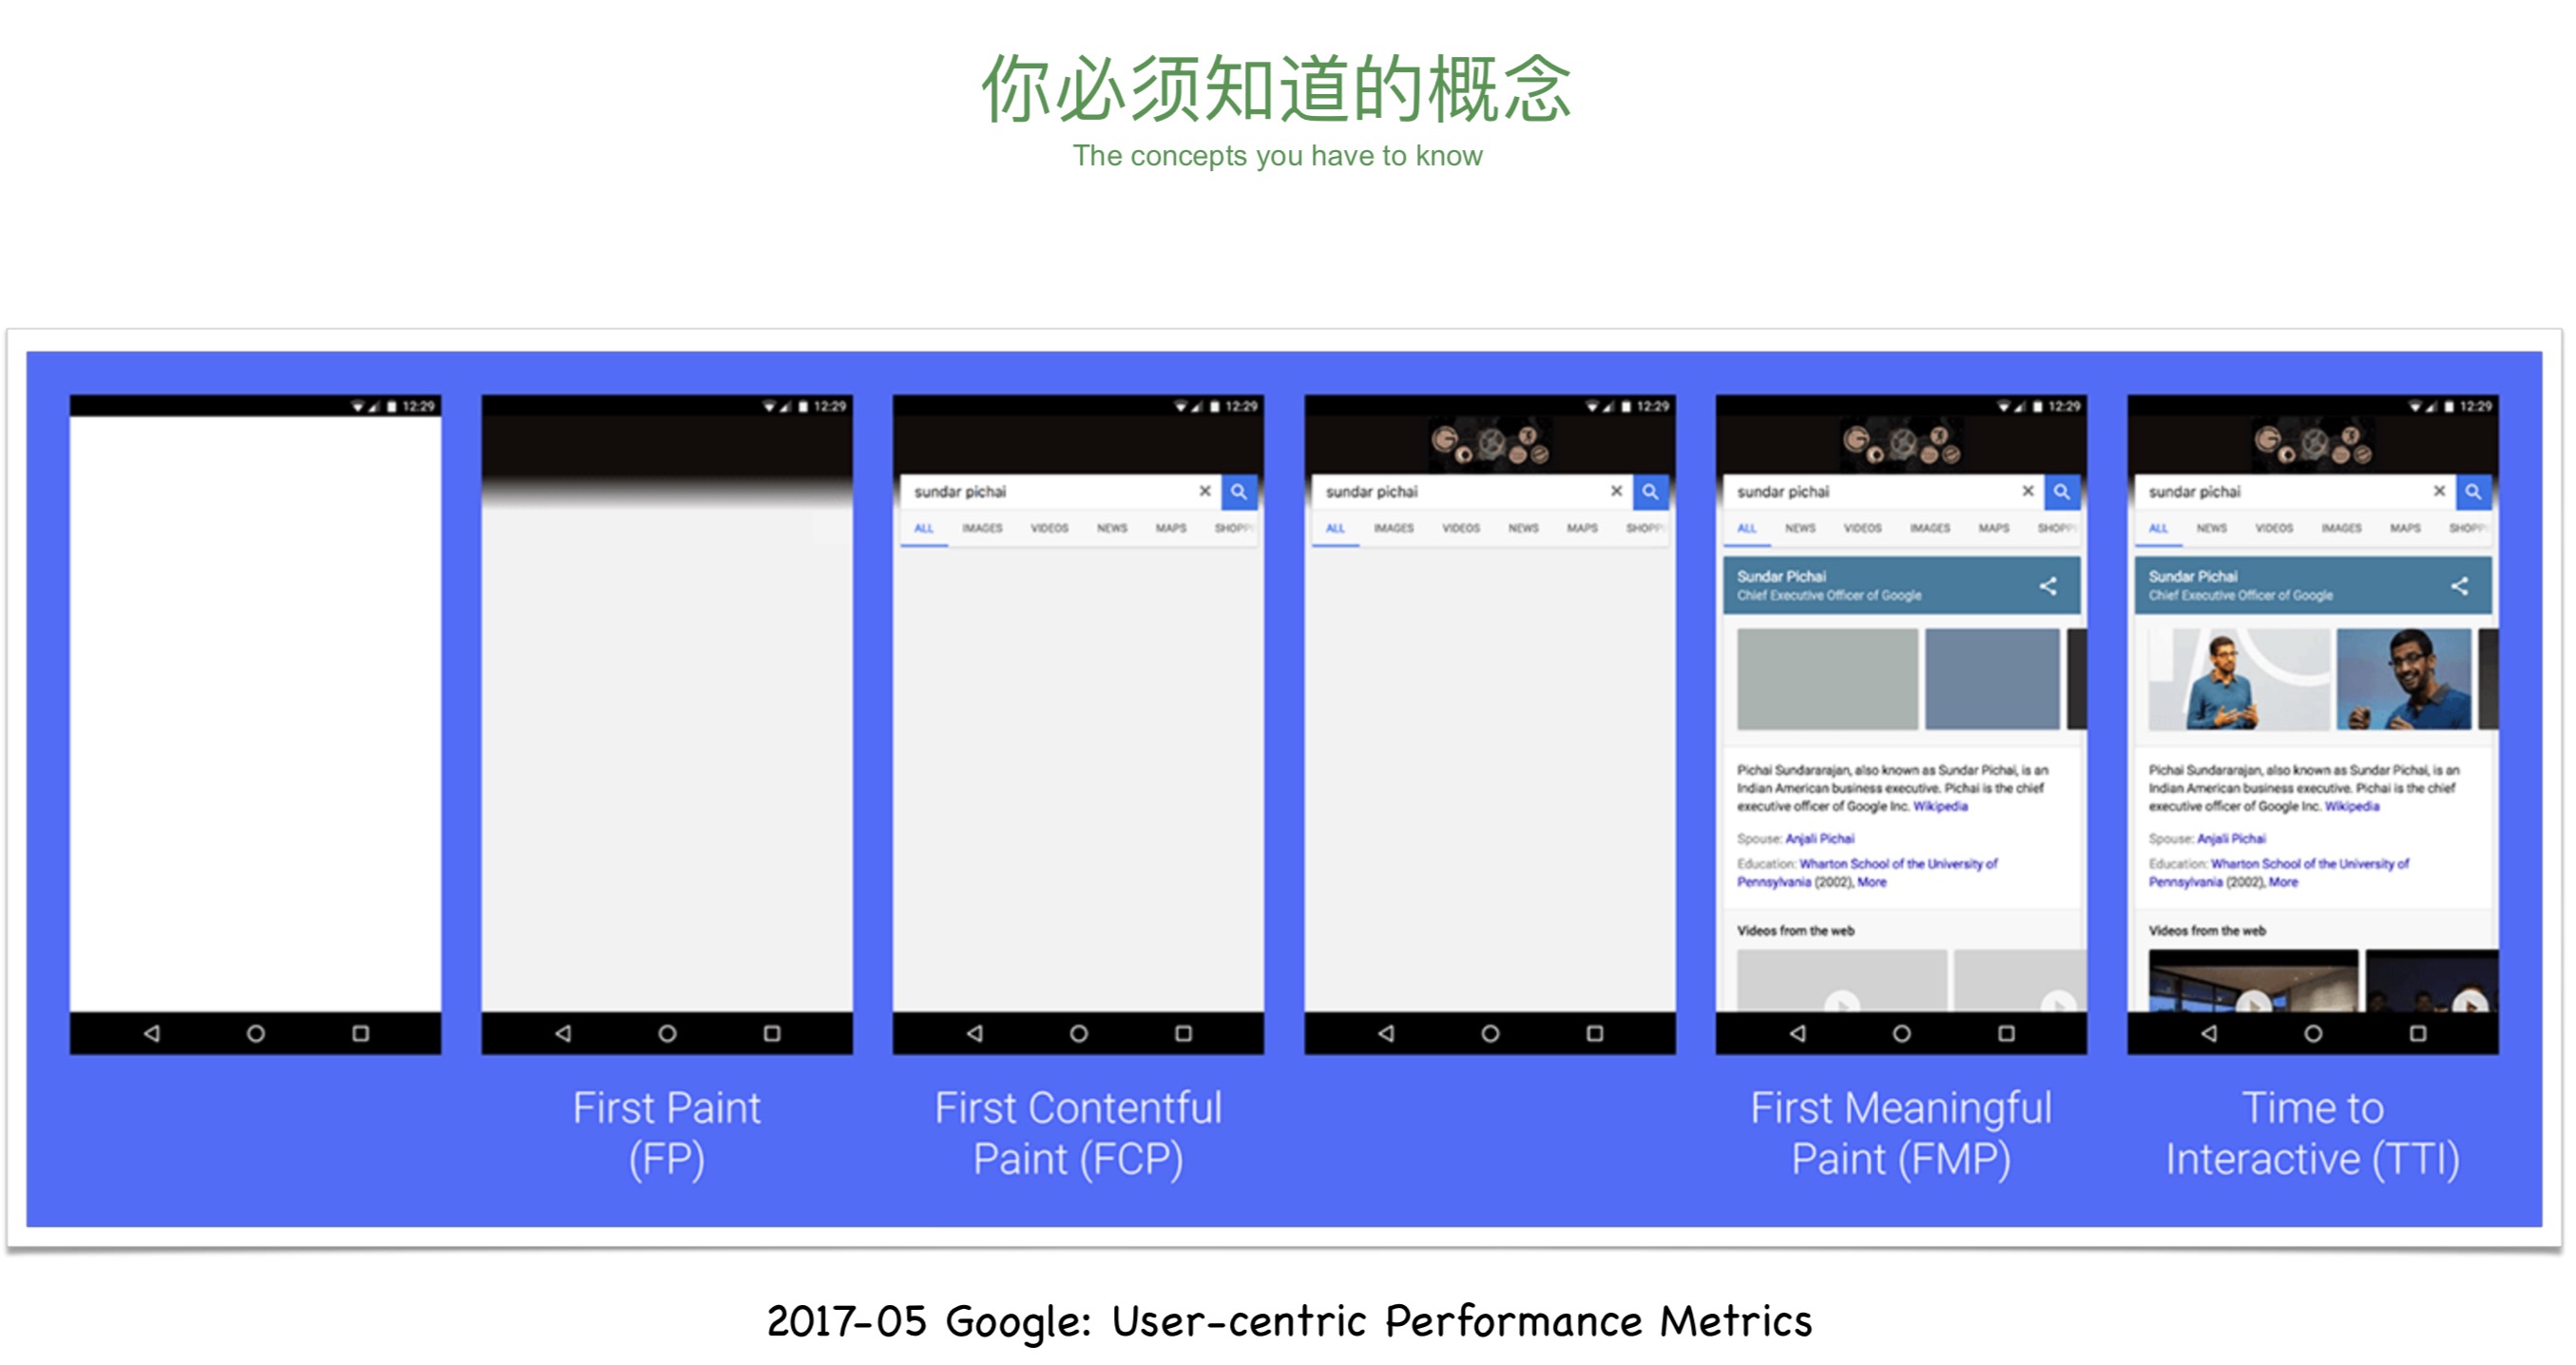 你必须知道的概念
The concepts you have to know
12:29
12:29
12:29
sundar pichai
ALL IMAGES VIDEOS NEWS MAPS SHOPPI
12:29
sundar pichai
ALL IMAGES VIDEOS NEWS MAPS SHOPPI
12:29
sundar pichai
ALL NEWS VIDEOS IMAGES MAPS SHOPPI
Sundar Pichai
Chief Executive Officer of Google
Pichai Sundararajan, also known as Sundar Pichai, is an
Indian American business executive. Pichai is the chief
executive officer of Google Inc. Wikipedia
Spouse: Anjali Pichai
Education: Wharton School of the University of
Pennsylvania (2002), More
Videos from the web
12:29
sundar pichai
ALL NEWS VIDEOS IMAGES MAPS SHOPPI
Sundar Pichai
Chief Executive Officer of Google
Pichai Sundararajan, also known as Sundar Pichai, is an
Indian American business executive. Pichai is the chief
executive officer of Google Inc. Wikipedia
Spouse: Anjali Pichai
Education: Wharton School of the University of
Pennsylvania (2002), More
Videos from the web
First Paint
(FP)
First Contentful
Paint (FCP)
First Meaningful
Paint (FMP)
Time to
Interactive (TTI)
2017-05 Google: User-centric Performance Metrics